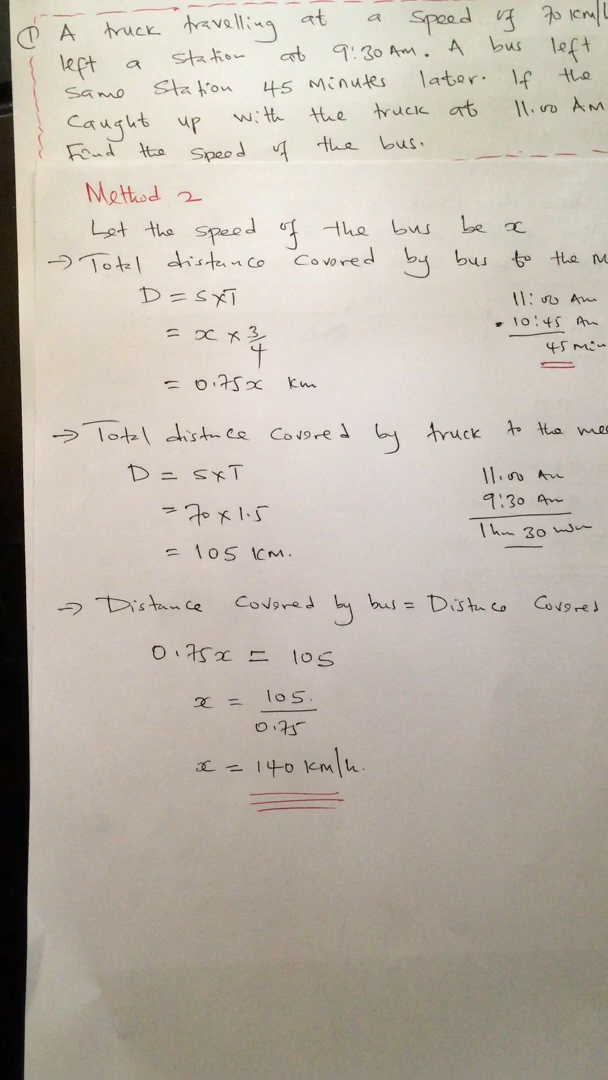 ① A truck travelling at a speed of 70 km/h
left a station at 9:30 Am. A bus left
same station 45 minutes later. If the
caught up with the truck at 11.00 AM
Find the speed of the bus.
Method 2
Let the speed of the bus be x
→ Total distance covered by bus to the m
D = S×T
11:00 Am
= x × 3/4
- 10:45 Am
45 min
= 0.75x km
→ Total distnce covered by truck to the mee
D = S×T
11.00 Am
9:30 Am
= 70 × 1.5
1 hr 30 min
= 105 km.
→ Distance covered by bus = Distnce covered
0.75x = 105
x = 105.
0.75
x = 140 km/h.